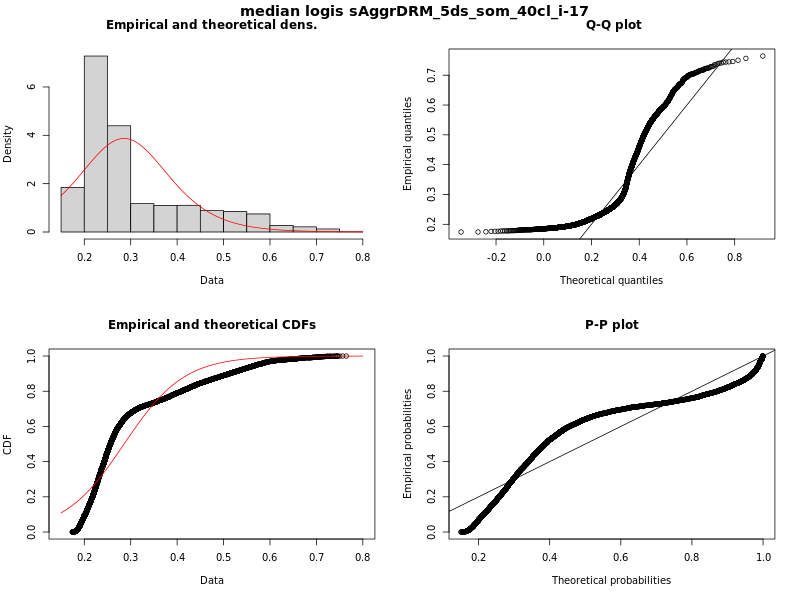 median logis sAggrDRM_5ds_som_40cl_i-17
Empirical and theoretical dens.
Density
0 2 4 6
0.2 0.3 0.4 0.5 0.6 0.7 0.8
Data
Q-Q plot
Empirical quantiles
0.2 0.3 0.4 0.5 0.6 0.7
-0.2 0.0 0.2 0.4 0.6 0.8
Theoretical quantiles
Empirical and theoretical CDFs
CDF
0.0 0.2 0.4 0.6 0.8 1.0
0.2 0.3 0.4 0.5 0.6 0.7 0.8
Data
P-P plot
Empirical probabilities
0.0 0.2 0.4 0.6 0.8 1.0
0.2 0.4 0.6 0.8 1.0
Theoretical probabilities